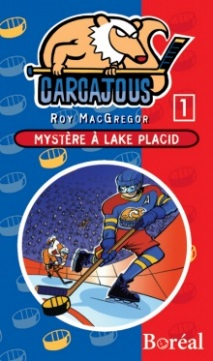 CARCAJOUS
ROY MACGREGOR
1
MYSTÈRE À LAKE PLACID
Boréal